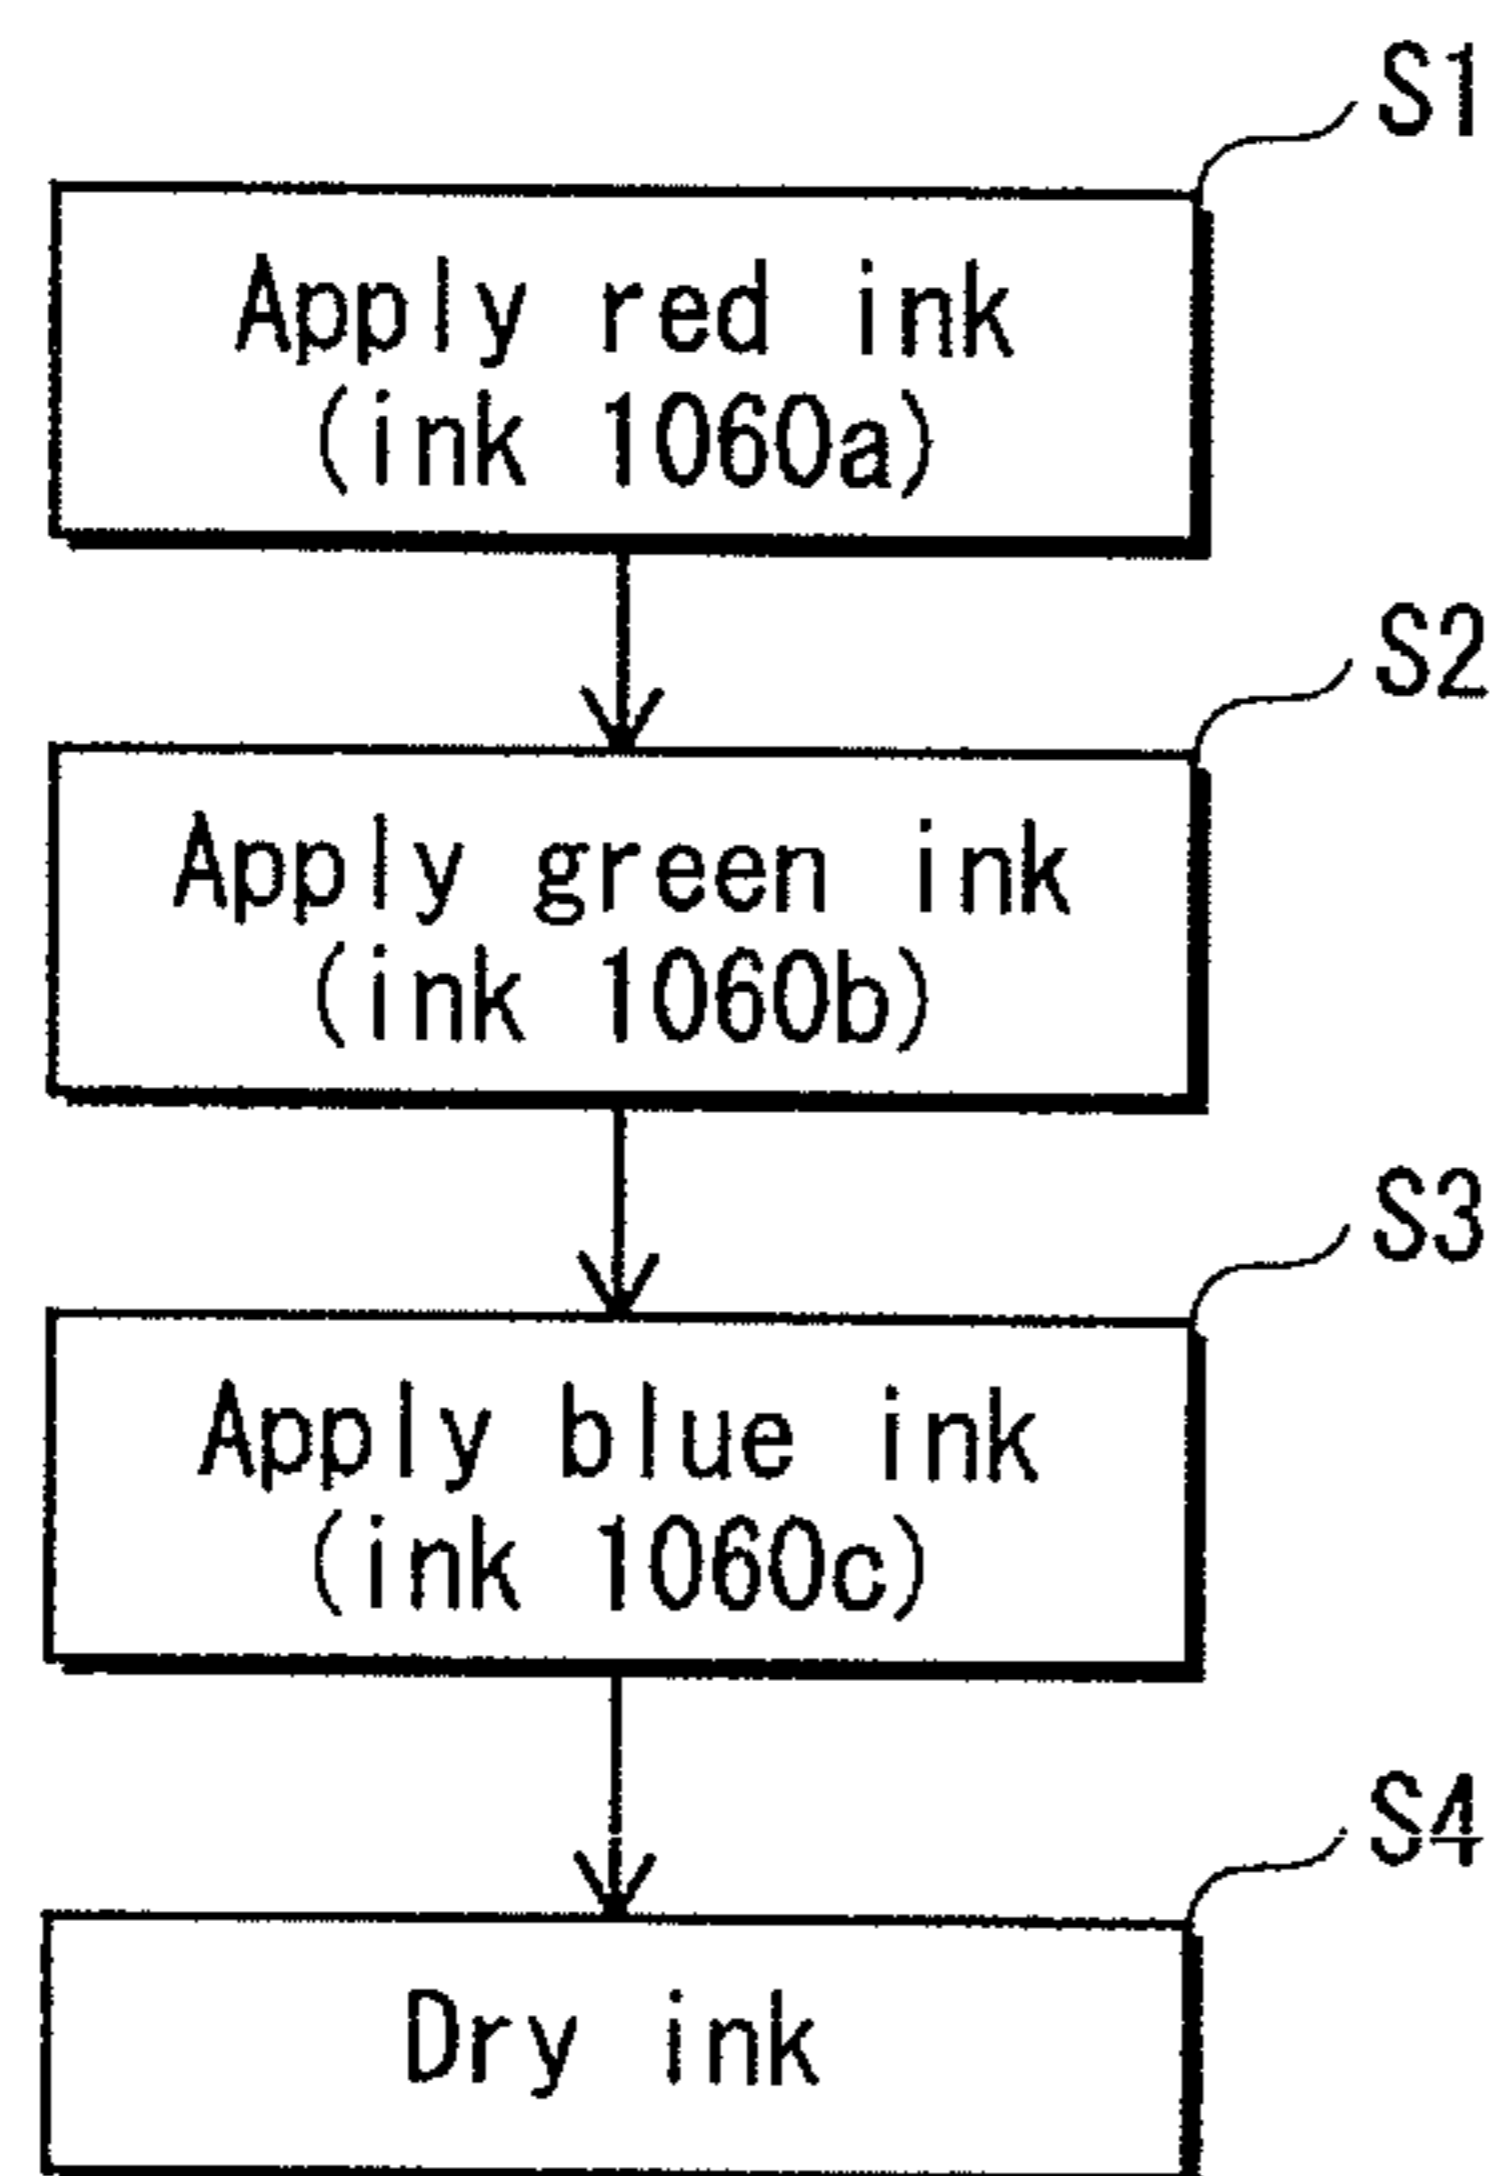 S1
Apply red ink
(ink 1060a)
S2
Apply green ink
(ink 1060b)
S3
Apply blue ink
(ink 1060c)
S4
Dry ink